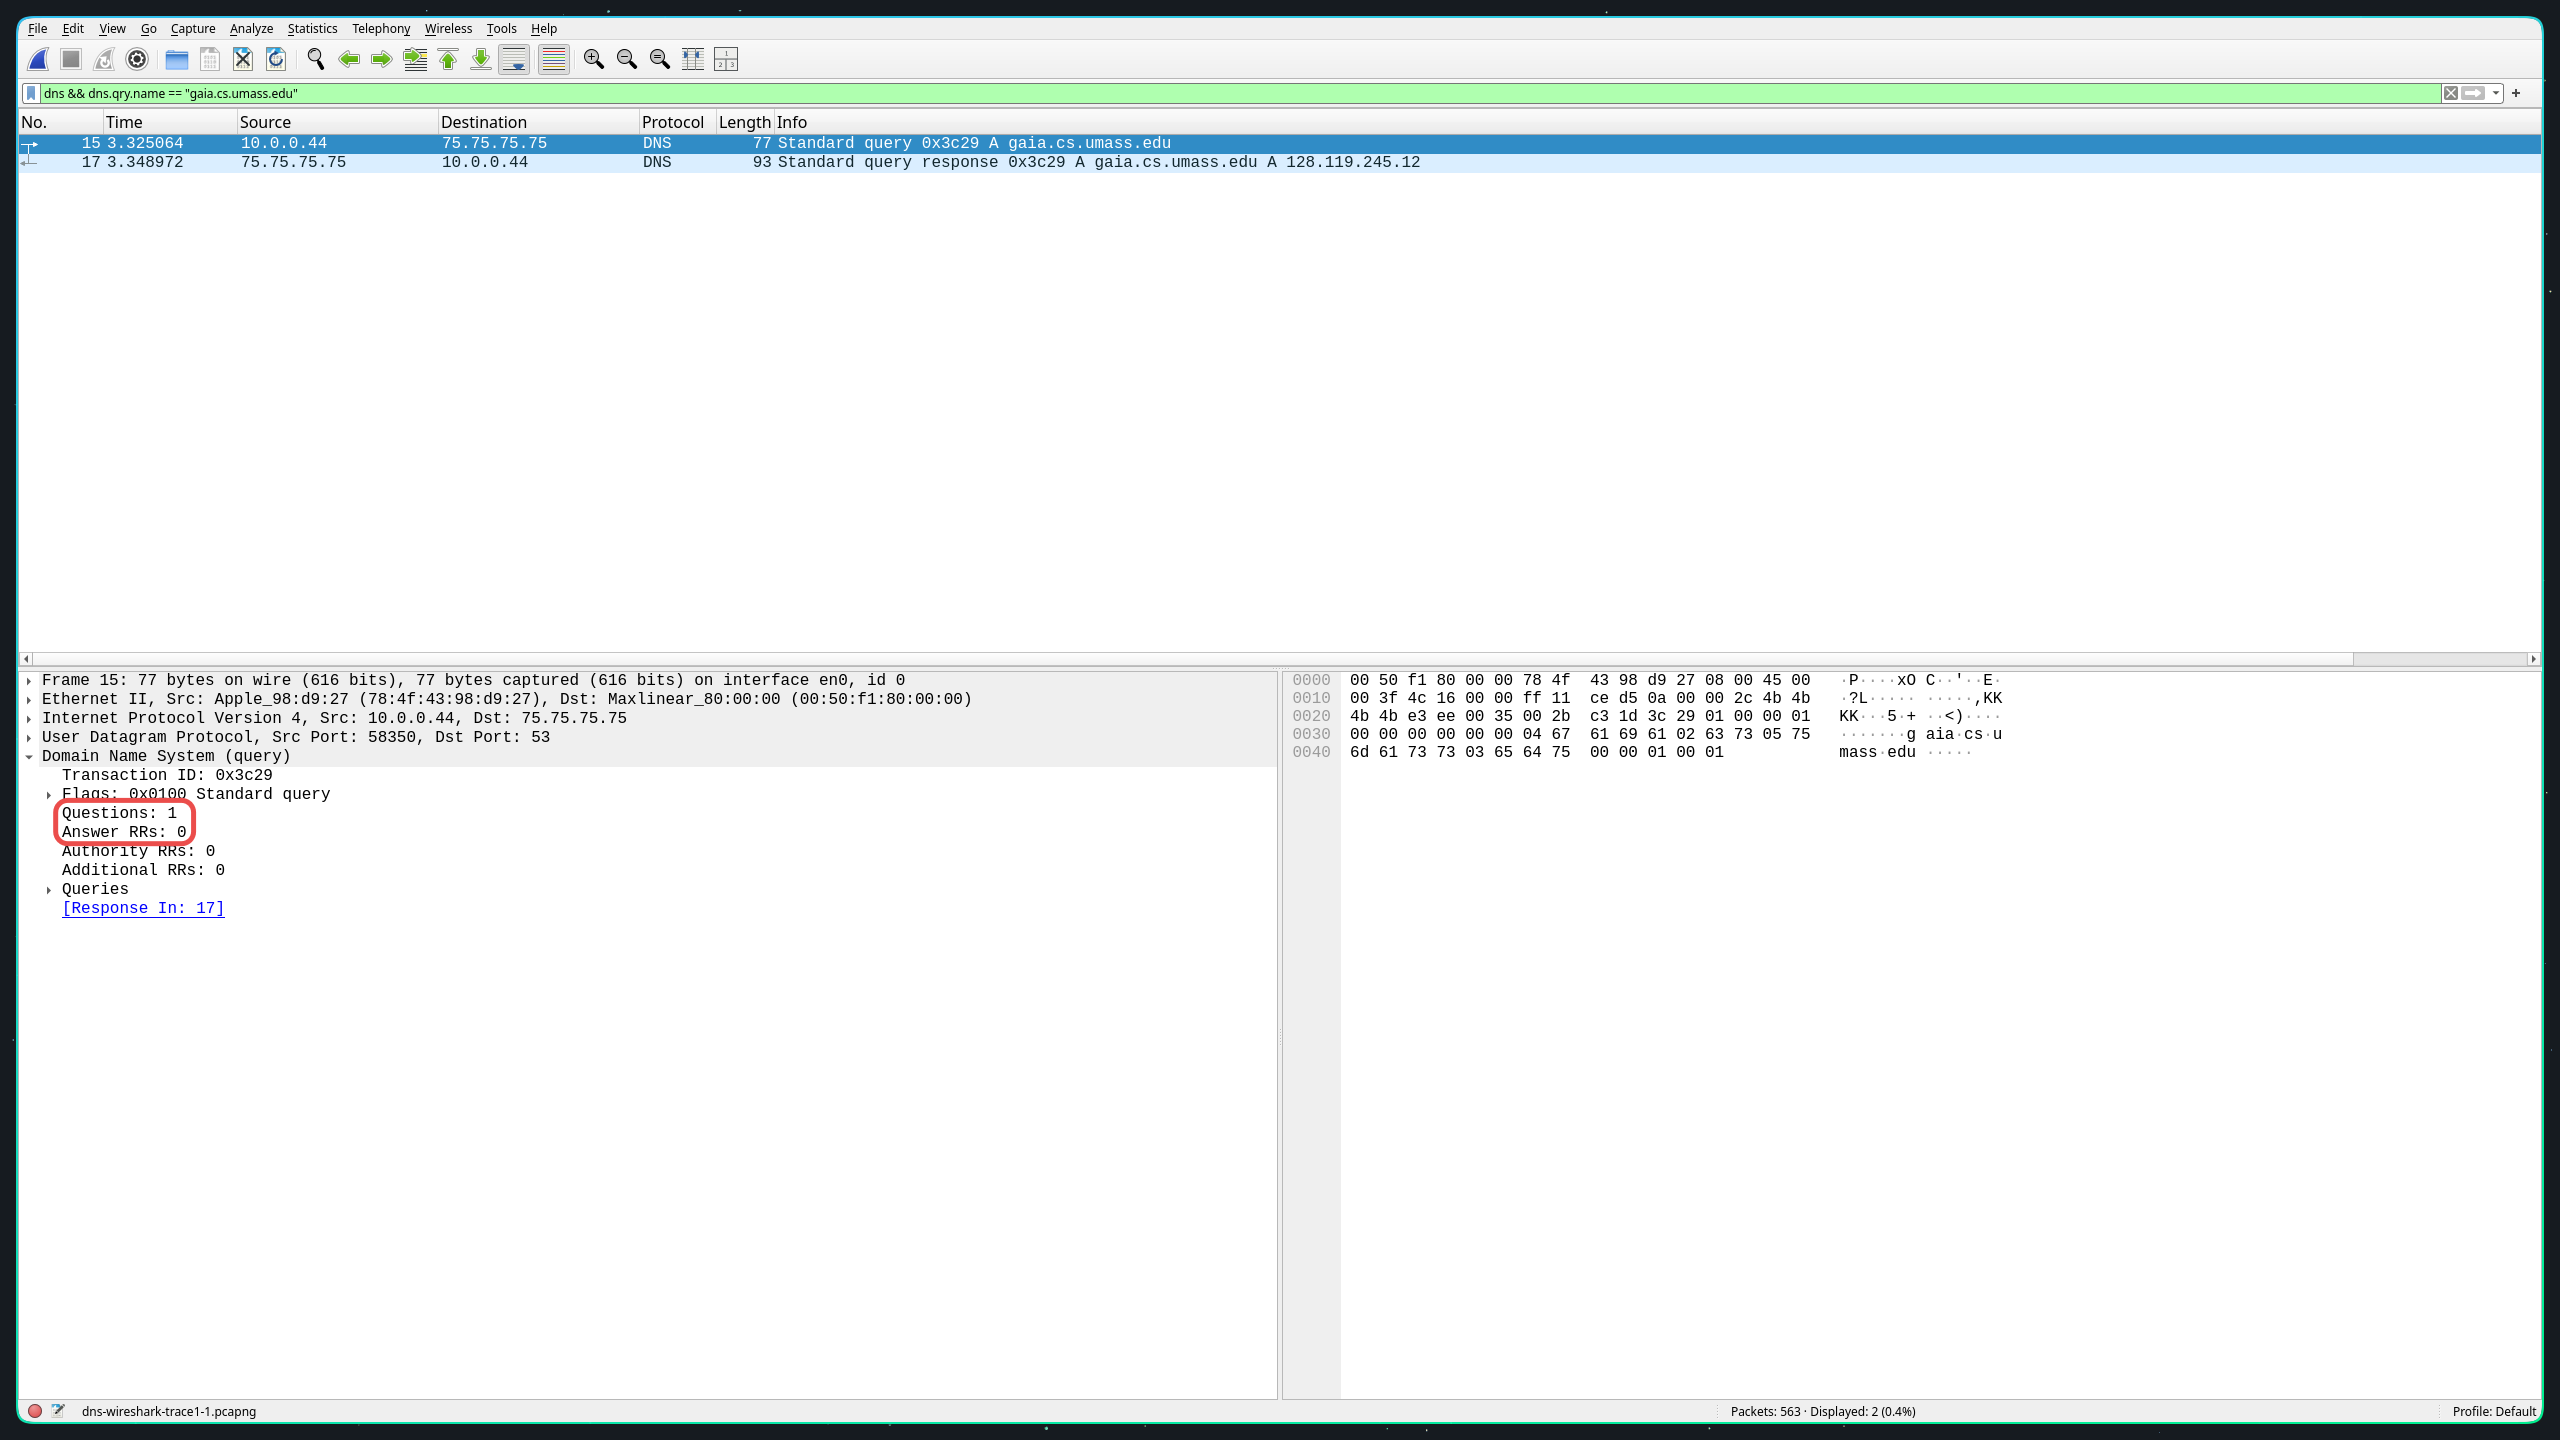 File Edit View Go Capture Analyze Statistics Telephony Wireless Tools Help
dns && dns.qry.name == "gaia.cs.umass.edu"
No. Time Source Destination Protocol Length Info
15 3.325064 10.0.0.44 75.75.75.75 DNS 77 Standard query 0x3c29 A gaia.cs.umass.edu
17 3.348972 75.75.75.75 10.0.0.44 DNS 93 Standard query response 0x3c29 A gaia.cs.umass.edu A 128.119.245.12
Frame 15: 77 bytes on wire (616 bits), 77 bytes captured (616 bits) on interface en0, id 0
Ethernet II, Src: Apple_98:d9:27 (78:4f:43:98:d9:27), Dst: Maxlinear_80:00:00 (00:50:f1:80:00:00)
Internet Protocol Version 4, Src: 10.0.0.44, Dst: 75.75.75.75
User Datagram Protocol, Src Port: 58350, Dst Port: 53
Domain Name System (query)
Transaction ID: 0x3c29
Flags: 0x0100 Standard query
Questions: 1
Answer RRs: 0
Authority RRs: 0
Additional RRs: 0
Queries
[Response In: 17]
0000 00 50 f1 80 00 00 78 4f 43 98 d9 27 08 00 45 00 ·P····xO C··'··E·
0010 00 3f 4c 16 00 00 ff 11 ce d5 0a 00 00 2c 4b 4b ·?L····· ·····,KK
0020 4b 4b e3 ee 00 35 00 2b c3 1d 3c 29 01 00 00 01 KK···5·+ ··<)····
0030 00 00 00 00 00 00 04 67 61 69 61 02 63 73 05 75 ·······g aia·cs·u
0040 6d 61 73 73 03 65 64 75 00 00 01 00 01 mass·edu ·····
dns-wireshark-trace1-1.pcapng
Packets: 563 · Displayed: 2 (0.4%)
Profile: Default